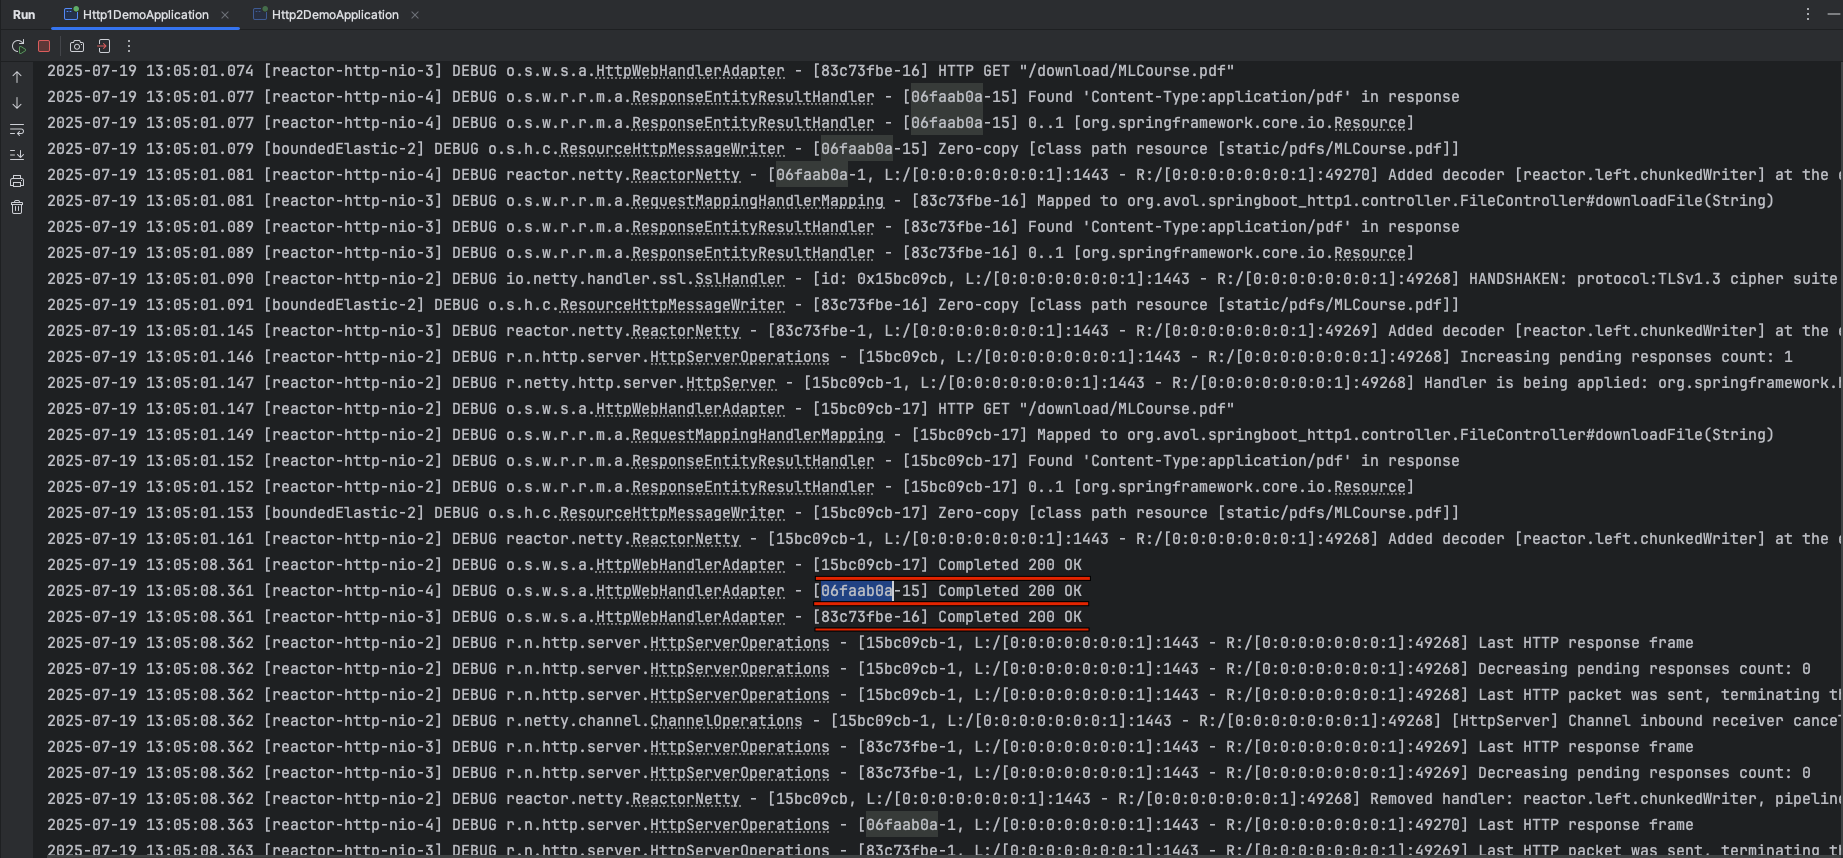 Run Http1DemoApplication Http2DemoApplication
2025-07-19 13:05:01.074 [reactor-http-nio-3] DEBUG o.s.w.s.a.HttpWebHandlerAdapter - [83c73fbe-16] HTTP GET "/download/MLCourse.pdf"
2025-07-19 13:05:01.077 [reactor-http-nio-4] DEBUG o.s.w.r.r.m.a.ResponseEntityResultHandler - [06faab0a-15] Found 'Content-Type:application/pdf' in response
2025-07-19 13:05:01.077 [reactor-http-nio-4] DEBUG o.s.w.r.r.m.a.ResponseEntityResultHandler - [06faab0a-15] 0..1 [org.springframework.core.io.Resource]
2025-07-19 13:05:01.079 [boundedElastic-2] DEBUG o.s.h.c.ResourceHttpMessageWriter - [06faab0a-15] Zero-copy [class path resource [static/pdfs/MLCourse.pdf]]
2025-07-19 13:05:01.081 [reactor-http-nio-4] DEBUG reactor.netty.ReactorNetty - [06faab0a-1, L:/[0:0:0:0:0:0:0:1]:1443 - R:/[0:0:0:0:0:0:0:1]:49270] Added decoder [reactor.left.chunkedWriter] at the
2025-07-19 13:05:01.081 [reactor-http-nio-3] DEBUG o.s.w.r.r.m.a.RequestMappingHandlerMapping - [83c73fbe-16] Mapped to org.avol.springboot_http1.controller.FileController#downloadFile(String)
2025-07-19 13:05:01.089 [reactor-http-nio-3] DEBUG o.s.w.r.r.m.a.ResponseEntityResultHandler - [83c73fbe-16] Found 'Content-Type:application/pdf' in response
2025-07-19 13:05:01.089 [reactor-http-nio-3] DEBUG o.s.w.r.r.m.a.ResponseEntityResultHandler - [83c73fbe-16] 0..1 [org.springframework.core.io.Resource]
2025-07-19 13:05:01.090 [reactor-http-nio-2] DEBUG io.netty.handler.ssl.SslHandler - [id: 0x15bc09cb, L:/[0:0:0:0:0:0:0:1]:1443 - R:/[0:0:0:0:0:0:0:1]:49268] HANDSHAKEN: protocol:TLSv1.3 cipher suite
2025-07-19 13:05:01.091 [boundedElastic-2] DEBUG o.s.h.c.ResourceHttpMessageWriter - [83c73fbe-16] Zero-copy [class path resource [static/pdfs/MLCourse.pdf]]
2025-07-19 13:05:01.145 [reactor-http-nio-3] DEBUG reactor.netty.ReactorNetty - [83c73fbe-1, L:/[0:0:0:0:0:0:0:1]:1443 - R:/[0:0:0:0:0:0:0:1]:49269] Added decoder [reactor.left.chunkedWriter] at the
2025-07-19 13:05:01.146 [reactor-http-nio-2] DEBUG r.n.http.server.HttpServerOperations - [15bc09cb, L:/[0:0:0:0:0:0:0:1]:1443 - R:/[0:0:0:0:0:0:0:1]:49268] Increasing pending responses count: 1
2025-07-19 13:05:01.147 [reactor-http-nio-2] DEBUG r.netty.http.server.HttpServer - [15bc09cb-1, L:/[0:0:0:0:0:0:0:1]:1443 - R:/[0:0:0:0:0:0:0:1]:49268] Handler is being applied: org.springframework.
2025-07-19 13:05:01.147 [reactor-http-nio-2] DEBUG o.s.w.s.a.HttpWebHandlerAdapter - [15bc09cb-17] HTTP GET "/download/MLCourse.pdf"
2025-07-19 13:05:01.149 [reactor-http-nio-2] DEBUG o.s.w.r.r.m.a.RequestMappingHandlerMapping - [15bc09cb-17] Mapped to org.avol.springboot_http1.controller.FileController#downloadFile(String)
2025-07-19 13:05:01.152 [reactor-http-nio-2] DEBUG o.s.w.r.r.m.a.ResponseEntityResultHandler - [15bc09cb-17] Found 'Content-Type:application/pdf' in response
2025-07-19 13:05:01.152 [reactor-http-nio-2] DEBUG o.s.w.r.r.m.a.ResponseEntityResultHandler - [15bc09cb-17] 0..1 [org.springframework.core.io.Resource]
2025-07-19 13:05:01.153 [boundedElastic-2] DEBUG o.s.h.c.ResourceHttpMessageWriter - [15bc09cb-17] Zero-copy [class path resource [static/pdfs/MLCourse.pdf]]
2025-07-19 13:05:01.161 [reactor-http-nio-2] DEBUG reactor.netty.ReactorNetty - [15bc09cb-1, L:/[0:0:0:0:0:0:0:1]:1443 - R:/[0:0:0:0:0:0:0:1]:49268] Added decoder [reactor.left.chunkedWriter] at the
2025-07-19 13:05:08.361 [reactor-http-nio-2] DEBUG o.s.w.s.a.HttpWebHandlerAdapter - [15bc09cb-17] Completed 200 OK
2025-07-19 13:05:08.361 [reactor-http-nio-4] DEBUG o.s.w.s.a.HttpWebHandlerAdapter - [06faab0a-15] Completed 200 OK
2025-07-19 13:05:08.361 [reactor-http-nio-3] DEBUG o.s.w.s.a.HttpWebHandlerAdapter - [83c73fbe-16] Completed 200 OK
2025-07-19 13:05:08.362 [reactor-http-nio-2] DEBUG r.n.http.server.HttpServerOperations - [15bc09cb-1, L:/[0:0:0:0:0:0:0:1]:1443 - R:/[0:0:0:0:0:0:0:1]:49268] Last HTTP response frame
2025-07-19 13:05:08.362 [reactor-http-nio-2] DEBUG r.n.http.server.HttpServerOperations - [15bc09cb-1, L:/[0:0:0:0:0:0:0:1]:1443 - R:/[0:0:0:0:0:0:0:1]:49268] Decreasing pending responses count: 0
2025-07-19 13:05:08.362 [reactor-http-nio-2] DEBUG r.n.http.server.HttpServerOperations - [15bc09cb-1, L:/[0:0:0:0:0:0:0:1]:1443 - R:/[0:0:0:0:0:0:0:1]:49268] Last HTTP packet was sent, terminating
2025-07-19 13:05:08.362 [reactor-http-nio-2] DEBUG r.netty.channel.ChannelOperations - [15bc09cb-1, L:/[0:0:0:0:0:0:0:1]:1443 - R:/[0:0:0:0:0:0:0:1]:49268] [HttpServer] Channel inbound receiver cance
2025-07-19 13:05:08.362 [reactor-http-nio-3] DEBUG r.n.http.server.HttpServerOperations - [83c73fbe-1, L:/[0:0:0:0:0:0:0:1]:1443 - R:/[0:0:0:0:0:0:0:1]:49269] Last HTTP response frame
2025-07-19 13:05:08.362 [reactor-http-nio-3] DEBUG r.n.http.server.HttpServerOperations - [83c73fbe-1, L:/[0:0:0:0:0:0:0:1]:1443 - R:/[0:0:0:0:0:0:0:1]:49269] Decreasing pending responses count: 0
2025-07-19 13:05:08.362 [reactor-http-nio-2] DEBUG reactor.netty.ReactorNetty - [15bc09cb, L:/[0:0:0:0:0:0:0:1]:1443 - R:/[0:0:0:0:0:0:0:1]:49268] Removed handler: reactor.left.chunkedWriter, pipelin
2025-07-19 13:05:08.363 [reactor-http-nio-4] DEBUG r.n.http.server.HttpServerOperations - [06faab0a-1, L:/[0:0:0:0:0:0:0:1]:1443 - R:/[0:0:0:0:0:0:0:1]:49270] Last HTTP response frame
2025-07-19 13:05:08.363 [reactor-http-nio-3] DEBUG r.n.http.server.HttpServerOperations - [83c73fbe-1, L:/[0:0:0:0:0:0:0:1]:1443 - R:/[0:0:0:0:0:0:0:1]:49269] Last HTTP packet was sent, terminating